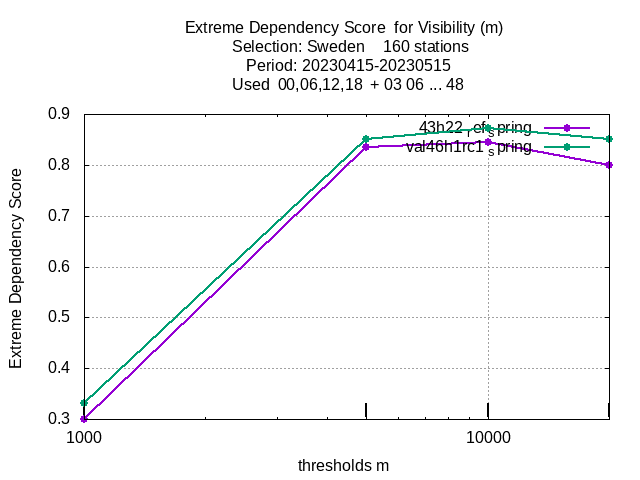 Extreme Dependency Score  for Visibility (m)
Selection: Sweden    160 stations
Period: 20230415-20230515
Used  00,06,12,18  + 03 06 ... 48
0.9
0.8
0.7
0.6
0.5
0.4
0.3
Extreme Dependency Score
43h22_ref_spring
val46h1rc1_spring
1000
10000
thresholds m